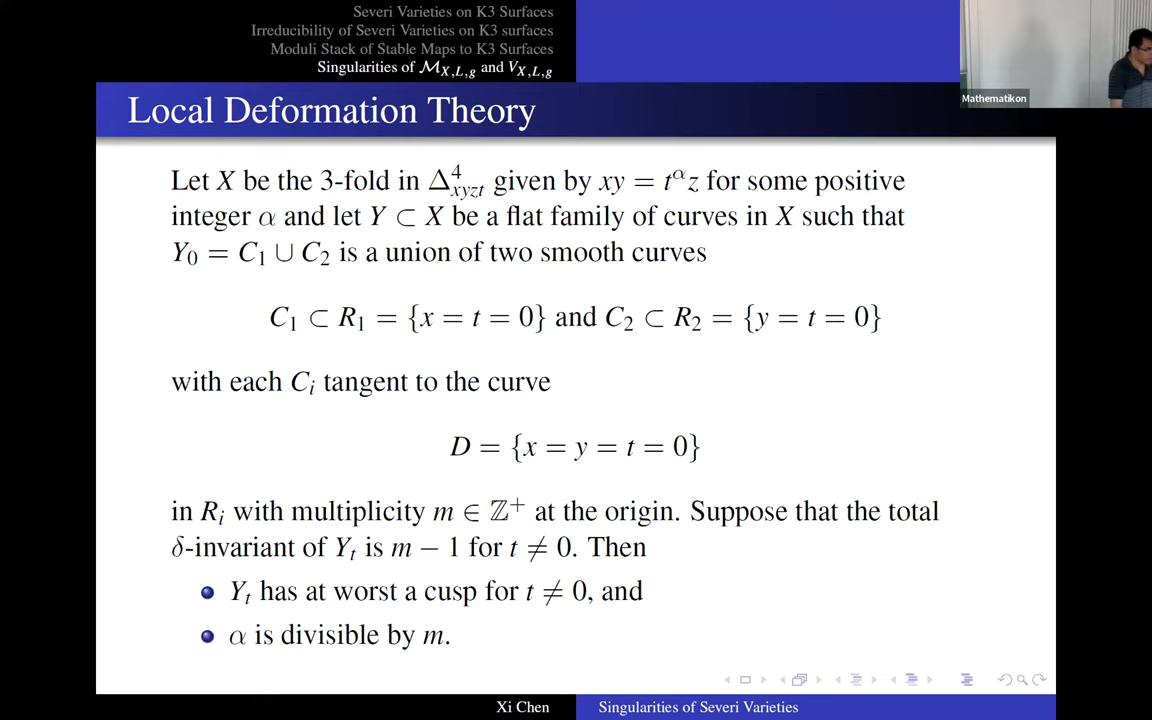 Severi Varieties on K3 Surfaces
Irreducibility of Severi Varieties on K3 surfaces
Moduli Stack of Stable Maps to K3 Surfaces
Singularities of $\mathcal{M}_{X,L,g}$ and $V_{X,L,g}$
Mathematikon
Local Deformation Theory
Let $X$ be the 3-fold in $\Delta^4_{xyzt}$ given by $xy = t^\alpha z$ for some positive
integer $\alpha$ and let $Y \subset X$ be a flat family of curves in $X$ such that
$Y_0 = C_1 \cup C_2$ is a union of two smooth curves
$C_1 \subset R_1 = \{x = t = 0\}$ and $C_2 \subset R_2 = \{y = t = 0\}$
with each $C_i$ tangent to the curve
$D = \{x = y = t = 0\}$
in $R_i$ with multiplicity $m \in \mathbb{Z}^+$ at the origin. Suppose that the total
$\delta$-invariant of $Y_t$ is $m - 1$ for $t \neq 0$. Then
$Y_t$ has at worst a cusp for $t \neq 0$, and
$\alpha$ is divisible by $m$.
Xi Chen
Singularities of Severi Varieties